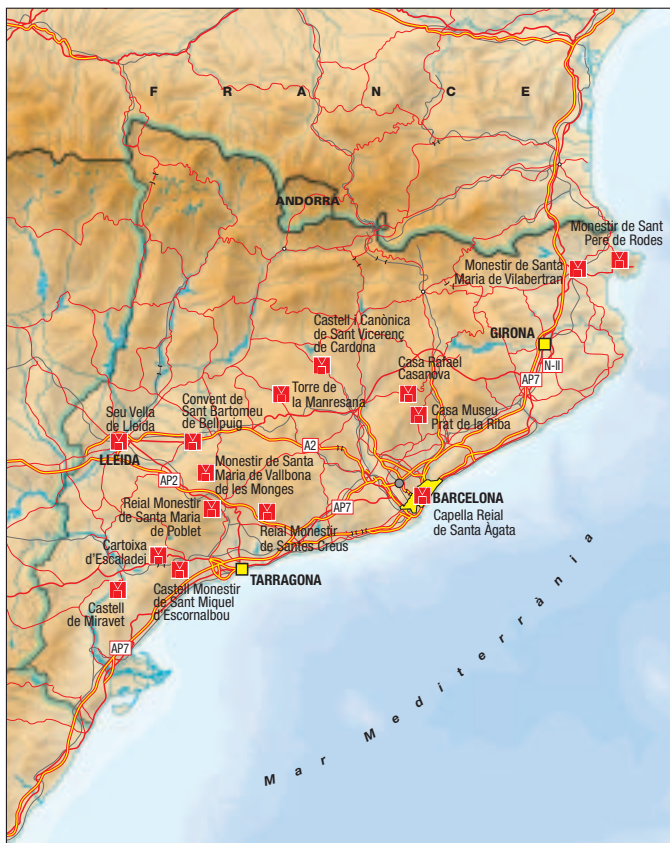 F R A N C E
ANDORRA
Monestir de Sant
Pere de Rodes
Monestir de Santa
Maria de Vilabertran
GIRONA
N-II
AP7
Castell i Canònica
de Sant Vicerenç
de Cardona
Casa Rafael
Casanova
Torre de
la Manresana
Casa Museu
Prat de la Riba
Seu Vella
de Lleida
Convent de
Sant Bartomeu
de Bellpuig
LLEIDA
A2
AP2
Monestir de Santa
Maria de Vallbona
de les Monges
Reial Monestir
de Santa Maria
de Poblet
AP7
BARCELONA
Capella Reial
de Santa Àgata
Reial Monestir
de Santes Creus
Cartoixa
d'Escaladei
TARRAGONA
Castell Monestir
de Sant Miquel
d'Escornalbou
Castell
de Miravet
AP7
Mar Mediterrània